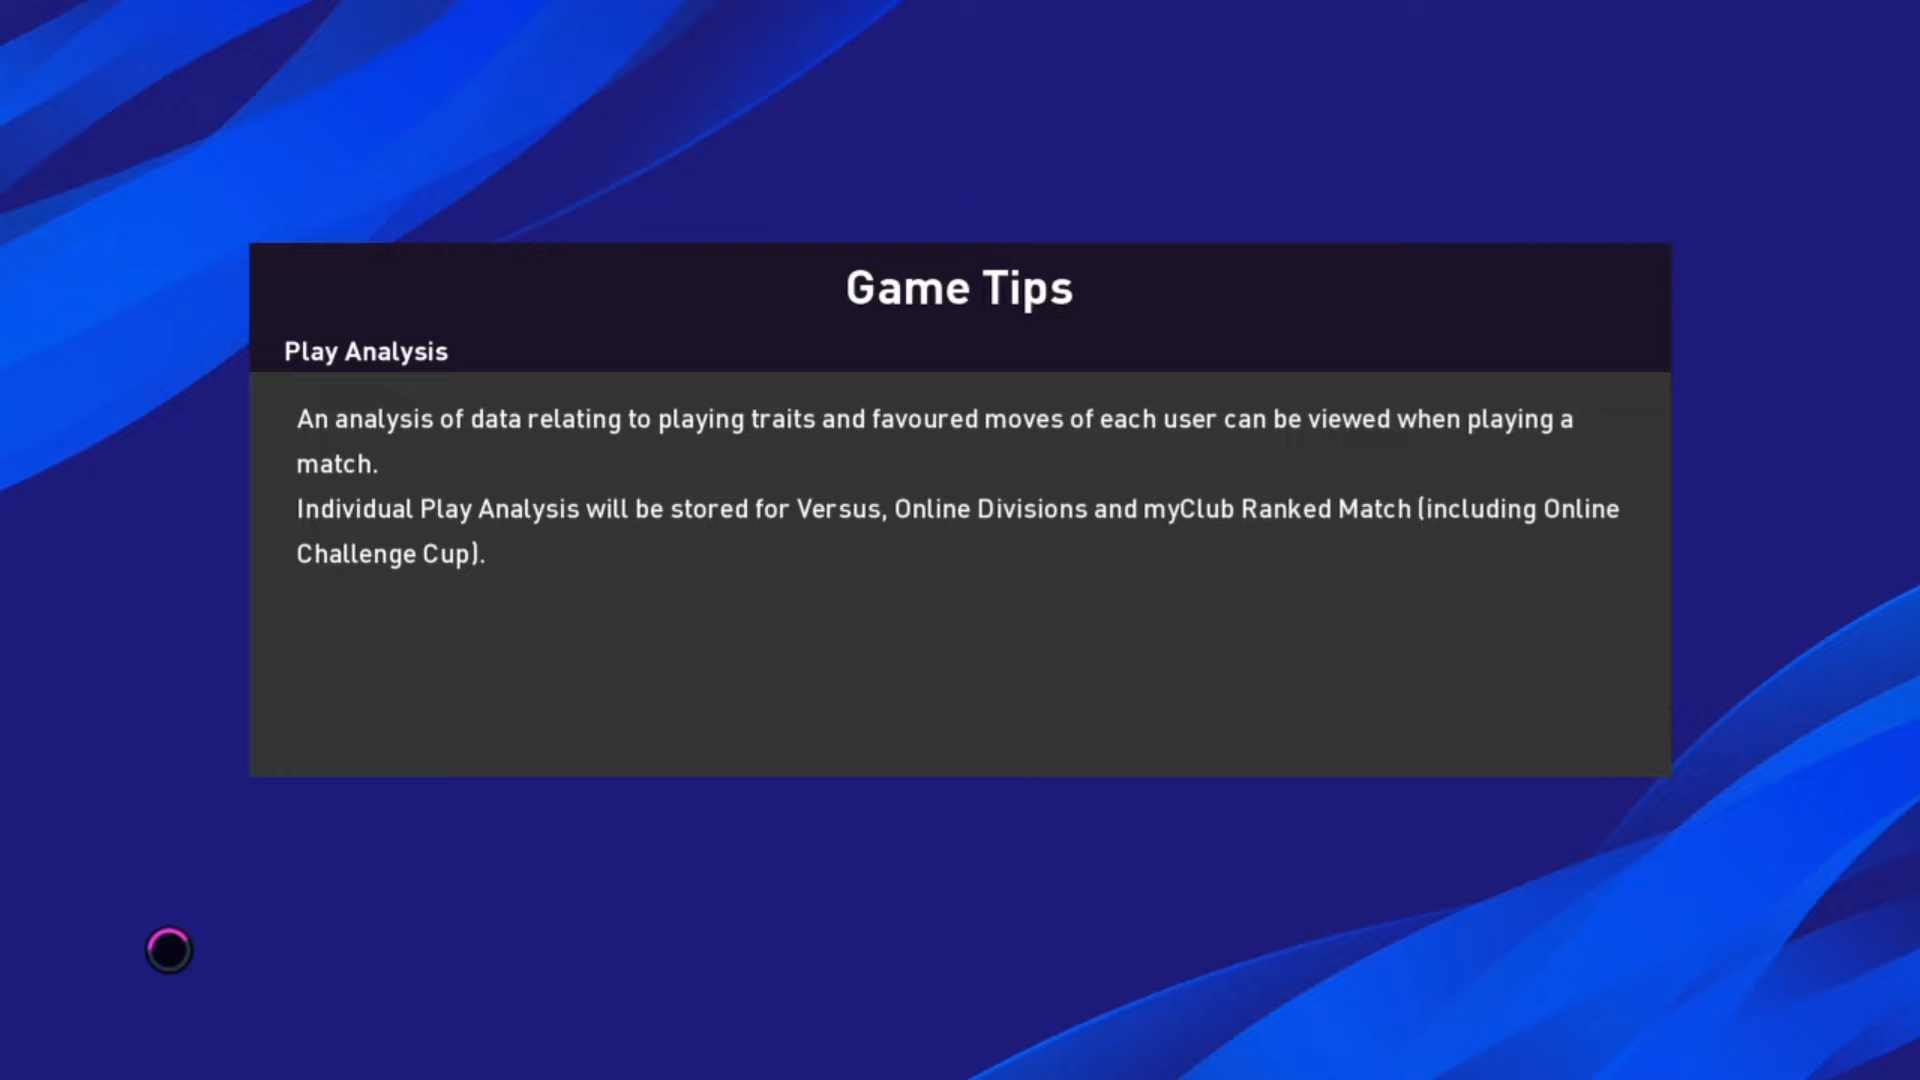 Game Tips
Play Analysis
An analysis of data relating to playing traits and favoured moves of each user can be viewed when playing a
match.
Individual Play Analysis will be stored for Versus, Online Divisions and myClub Ranked Match (including Online
Challenge Cup).